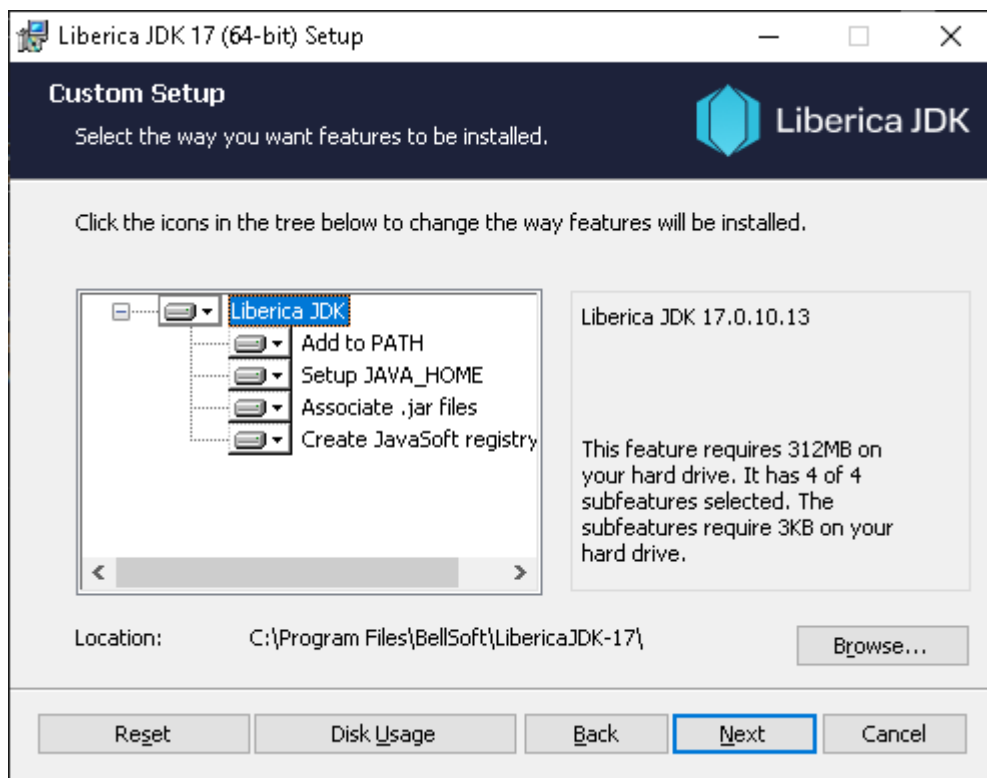 Liberica JDK 17 (64-bit) Setup
Custom Setup
Select the way you want features to be installed.
Liberica JDK
Click the icons in the tree below to change the way features will be installed.
Liberica JDK
Add to PATH
Setup JAVA_HOME
Associate .jar files
Create JavaSoft registry
Liberica JDK 17.0.10.13
This feature requires 312MB on
your hard drive. It has 4 of 4
subfeatures selected. The
subfeatures require 3KB on your
hard drive.
Location: C:\Program Files\BellSoft\LibericaJDK-17\
Browse...
Reset Disk Usage Back Next Cancel